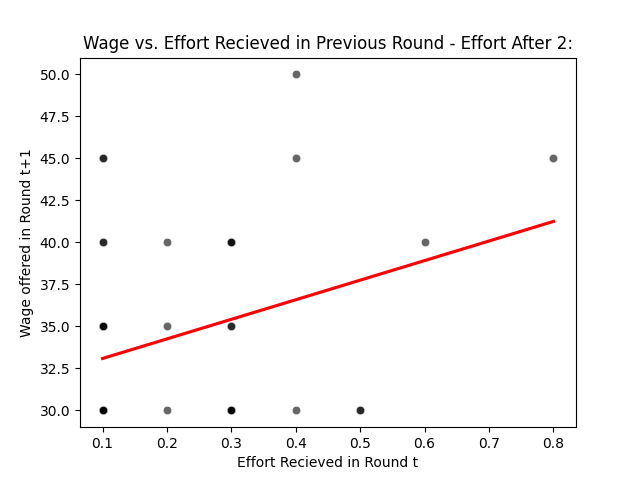 Wage vs. Effort Recieved in Previous Round - Effort After 2:
50.0
47.5
45.0
42.5
40.0
37.5
35.0
32.5
30.0
Wage offered in Round t+1
0.1 0.2 0.3 0.4 0.5 0.6 0.7 0.8
Effort Recieved in Round t